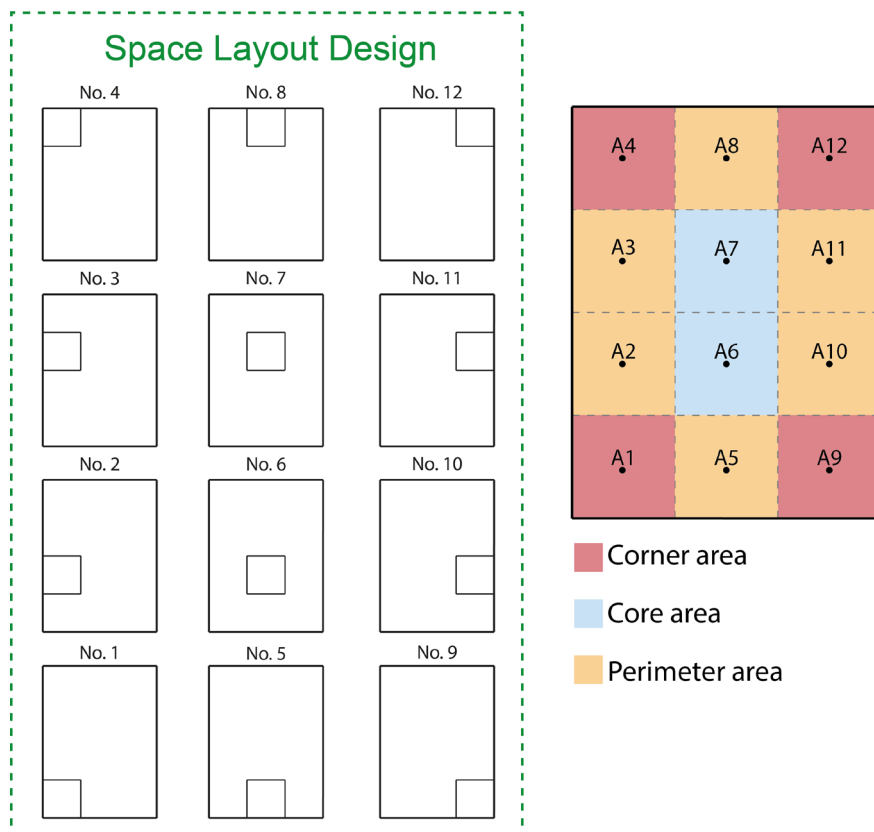 Space Layout Design
No. 4 No. 8 No. 12
No. 3 No. 7 No. 11
No. 2 No. 6 No. 10
No. 1 No. 5 No. 9
A4 A8 A12
A3 A7 A11
A2 A6 A10
A1 A5 A9
Corner area
Core area
Perimeter area